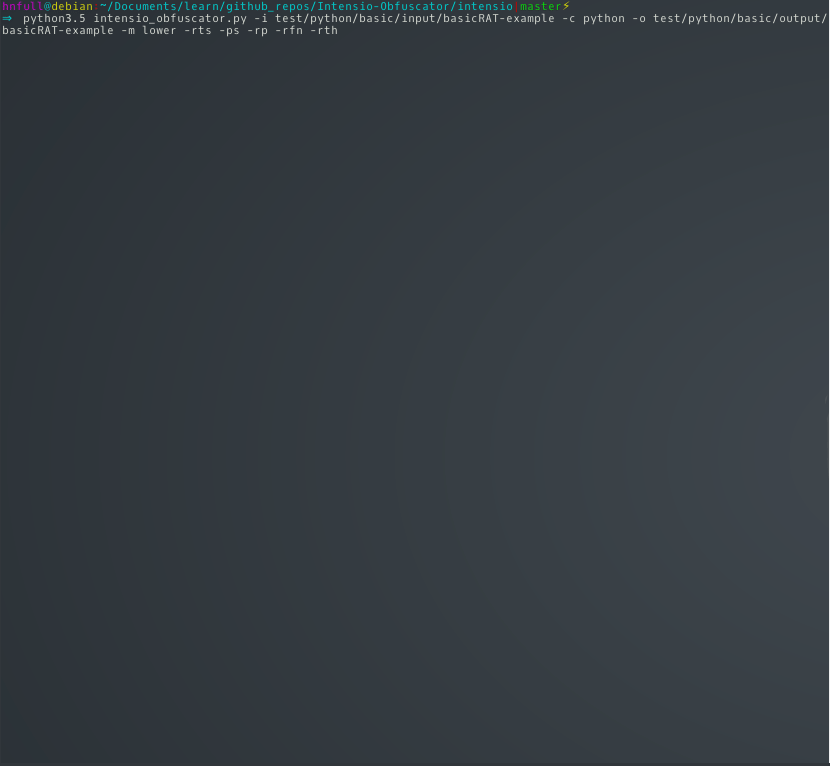 hnfull@debian:~/Documents/learn/github_repos/Intensio-Obfuscator/intensio|master⚡
⇒  python3.5 intensio_obfuscator.py -i test/python/basic/input/basicRAT-example -c python -o test/python/basic/output/
basicRAT-example -m lower -rts -ps -rp -rfn -rth